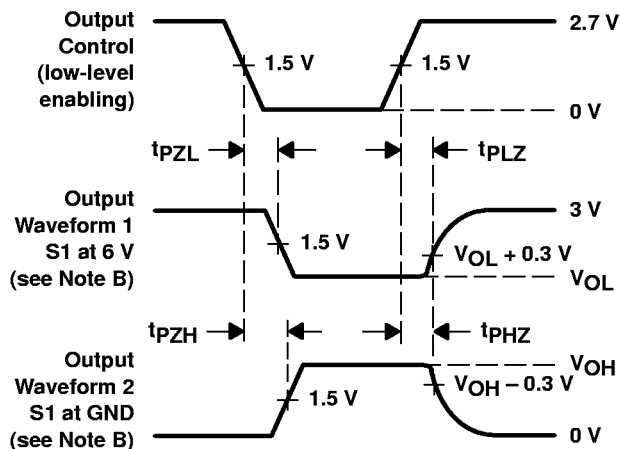 Output
Control
(low-level
enabling)
1.5 V
1.5 V
2.7 V
0 V
tPZL
tPLZ
Output
Waveform 1
S1 at 6 V
(see Note B)
1.5 V
3 V
VOL + 0.3 V
VOL
tPZH
tPHZ
Output
Waveform 2
S1 at GND
(see Note B)
1.5 V
VOH
VOH – 0.3 V
0 V